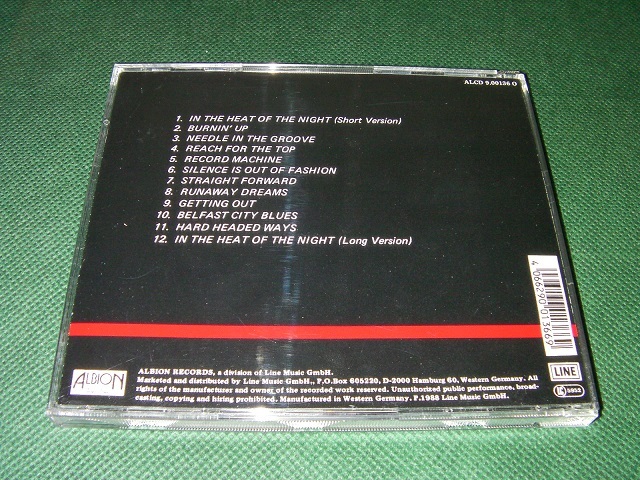 ALCD 9.00136 O
1. IN THE HEAT OF THE NIGHT (Short Version)
2. BURNIN' UP
3. NEEDLE IN THE GROOVE
4. REACH FOR THE TOP
5. RECORD MACHINE
6. SILENCE IS OUT OF FASHION
7. STRAIGHT FORWARD
8. RUNAWAY DREAMS
9. GETTING OUT
10. BELFAST CITY BLUES
11. HARD HEADED WAYS
12. IN THE HEAT OF THE NIGHT (Long Version)
4 066290 013669
ALBION
ALBION RECORDS, a division of Line Music GmbH.
Marketed and distributed by Line Music GmbH., P.O.Box 605220, D-2000 Hamburg 60, Western Germany. All
rights of the manufacturer and owner of the recorded work reserved. Unauthorized public performance, broad-
casting, copying and hiring prohibited. Manufactured in Western Germany. P.1988 Line Music GmbH.
LINE